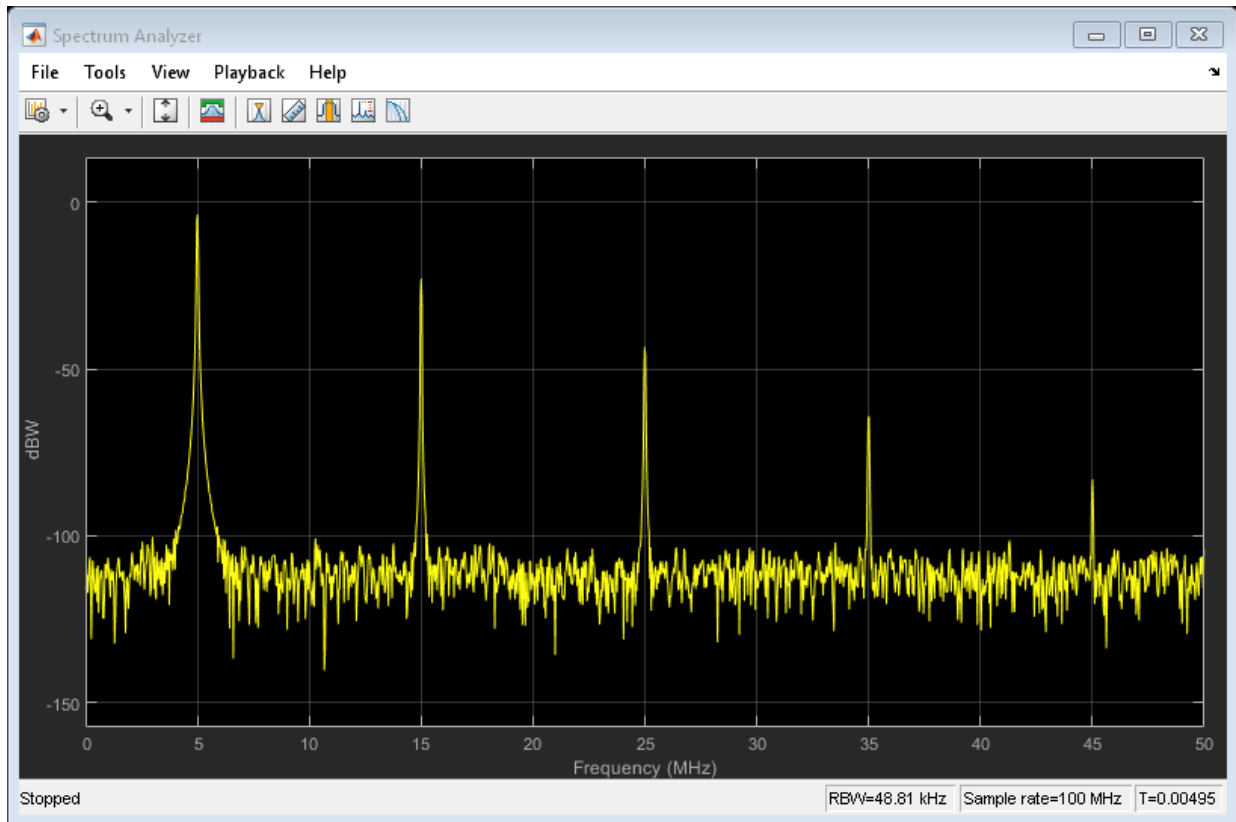 Spectrum Analyzer
File Tools View Playback Help
0
-50
-100
-150
dBW
0 5 10 15 20 25 30 35 40 45 50
Frequency (MHz)
Stopped RBW=48.81 kHz Sample rate=100 MHz T=0.00495